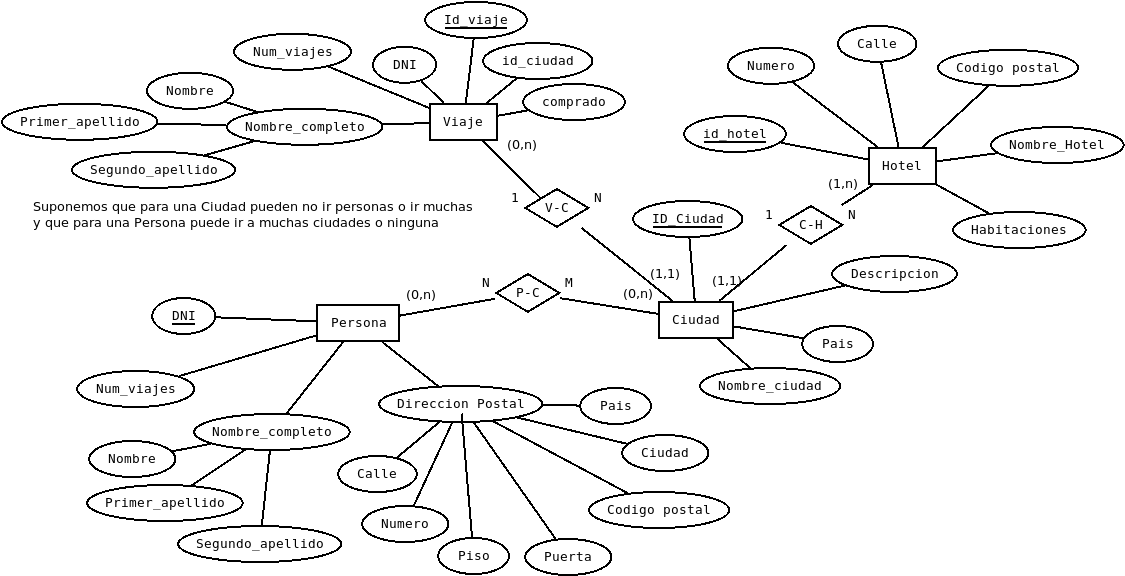 Id_viaje
Num_viajes
DNI
id_ciudad
Nombre
comprado
Primer_apellido
Nombre_completo
Viaje
Segundo_apellido
(0,n)
Calle
Numero
Codigo postal
id_hotel
Nombre_Hotel
Hotel
(1,n)
Habitaciones
Suponemos que para una Ciudad pueden no ir personas o ir muchas
y que para una Persona puede ir a muchas ciudades o ninguna
1
V-C
N
ID_Ciudad
1
C-H
N
(1,1)
(1,1)
Descripcion
N
P-C
M
(0,n)
(0,n)
DNI
Persona
Ciudad
Pais
Num_viajes
Nombre_ciudad
Direccion Postal
Pais
Nombre_completo
Nombre
Ciudad
Calle
Primer_apellido
Codigo postal
Numero
Segundo_apellido
Piso
Puerta